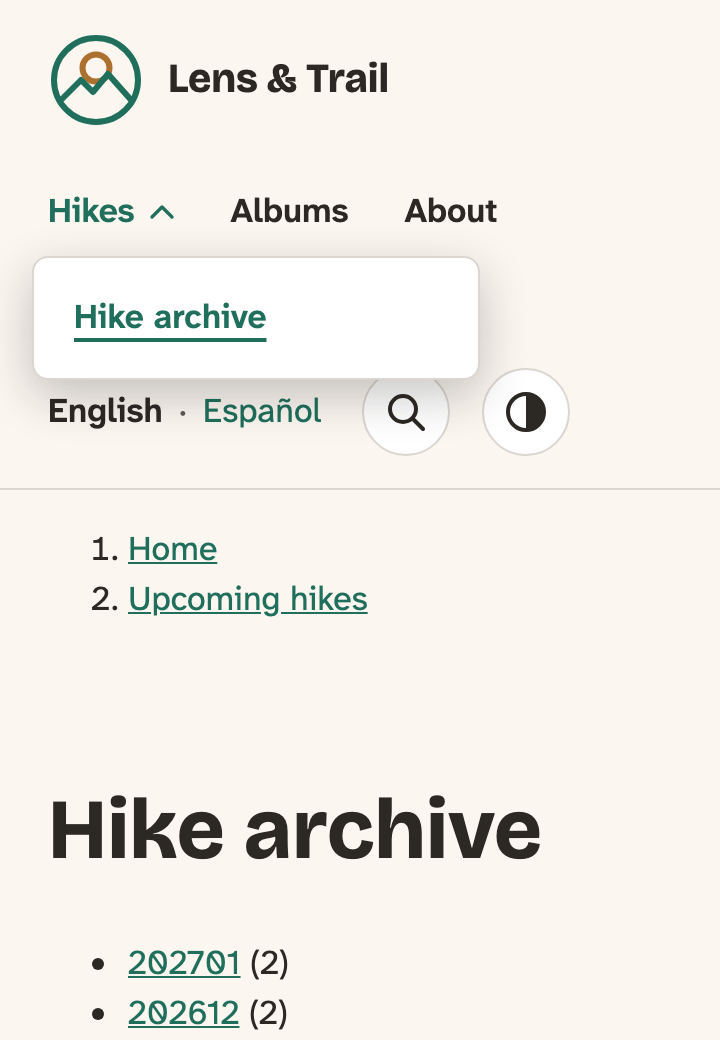 Lens & Trail
Hikes Albums About
Hike archive
English · Español
1. Home
2. Upcoming hikes
Hike archive
• 202701 (2)
• 202612 (2)